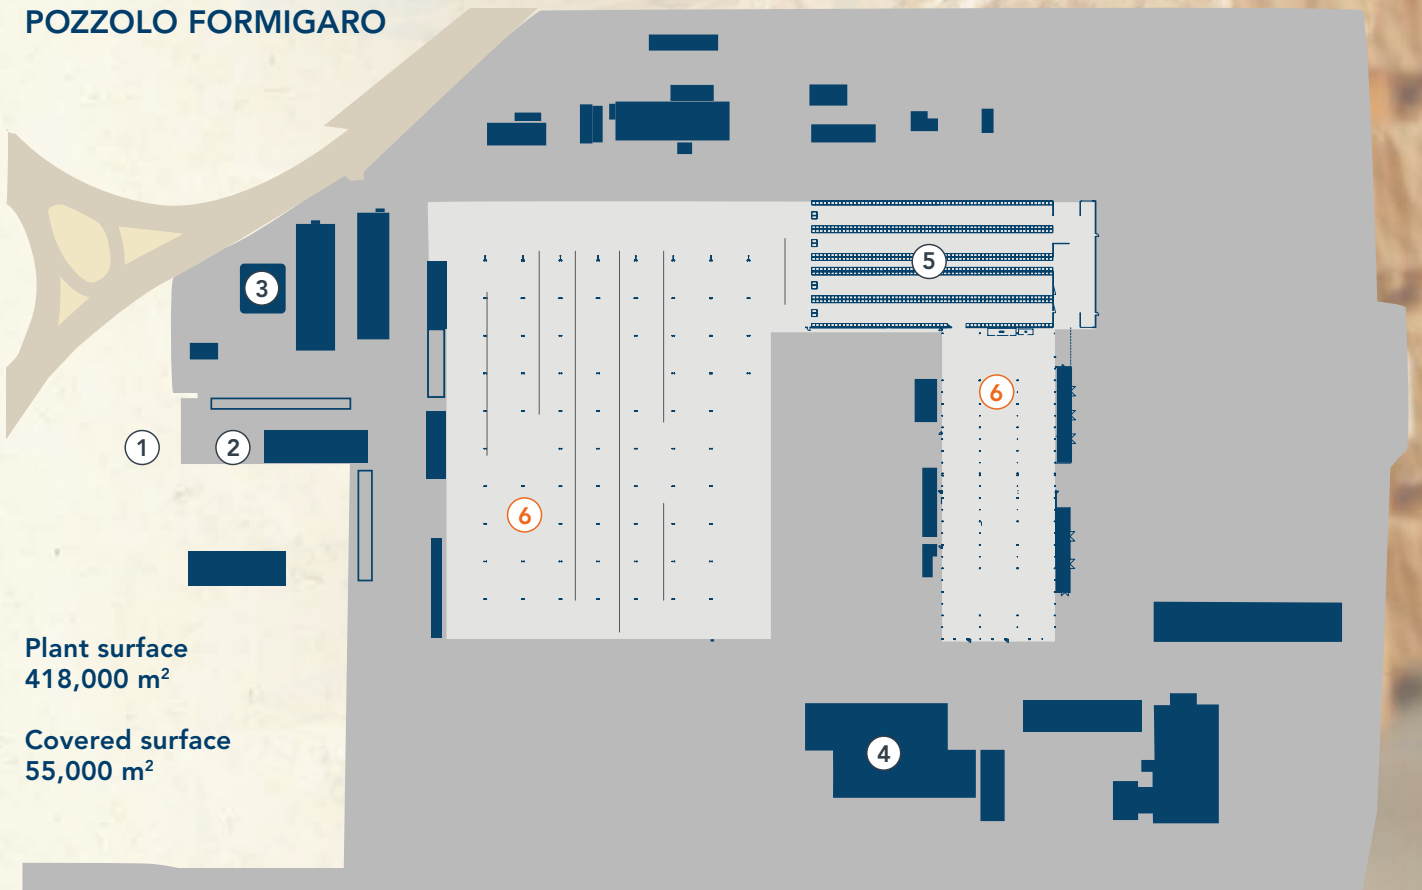 POZZOLO FORMIGARO
3
5
6
1
2
6
Plant surface
418,000 m²
Covered surface
55,000 m²
4